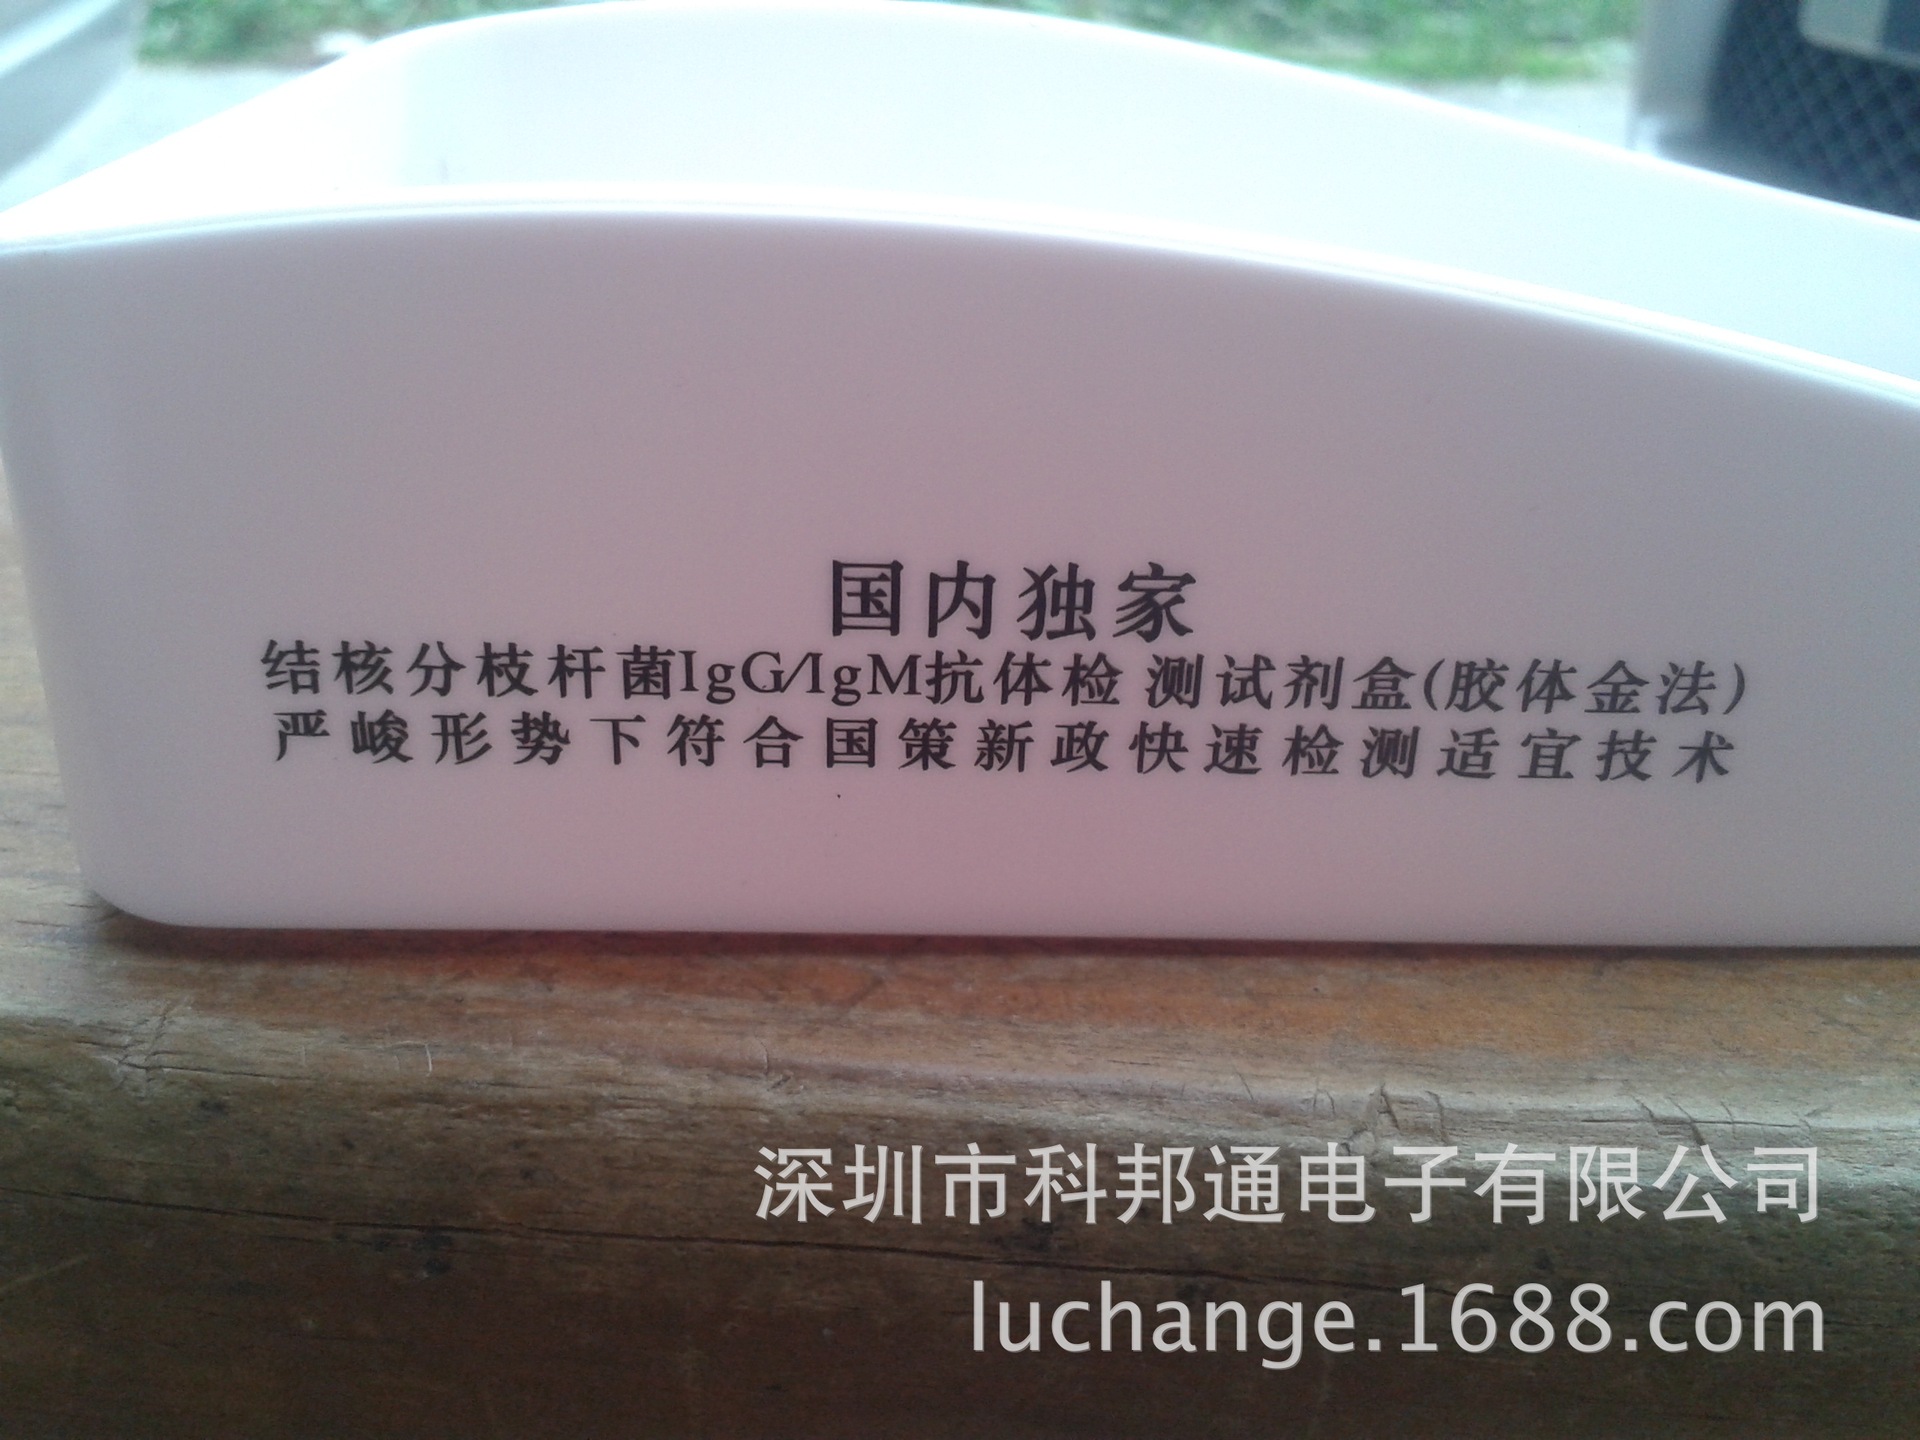 国内独家
结核分枝杆菌IgG/IgM抗体检测试剂盒(胶体金法)
严峻形势下符合国策新政快速检测适宜技术
深圳市科邦通电子有限公司
luchange.1688.com